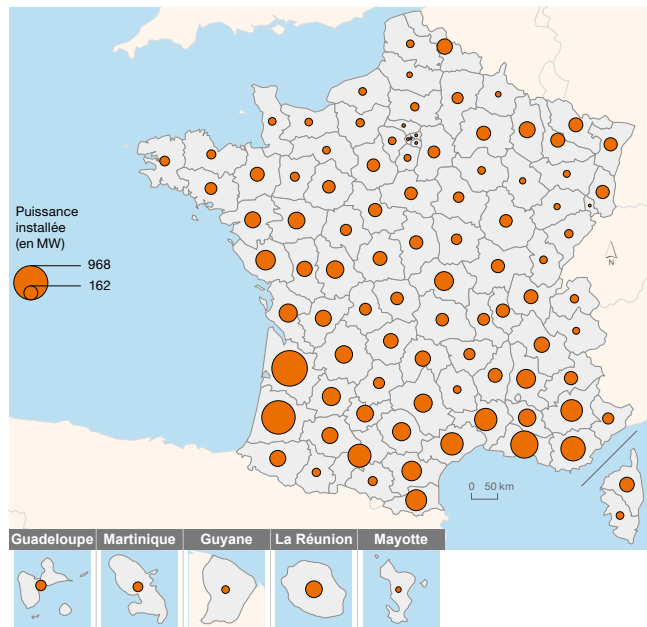 Puissance
installée
(en MW)
968
162
N
0 50 km
Guadeloupe Martinique Guyane La Réunion Mayotte